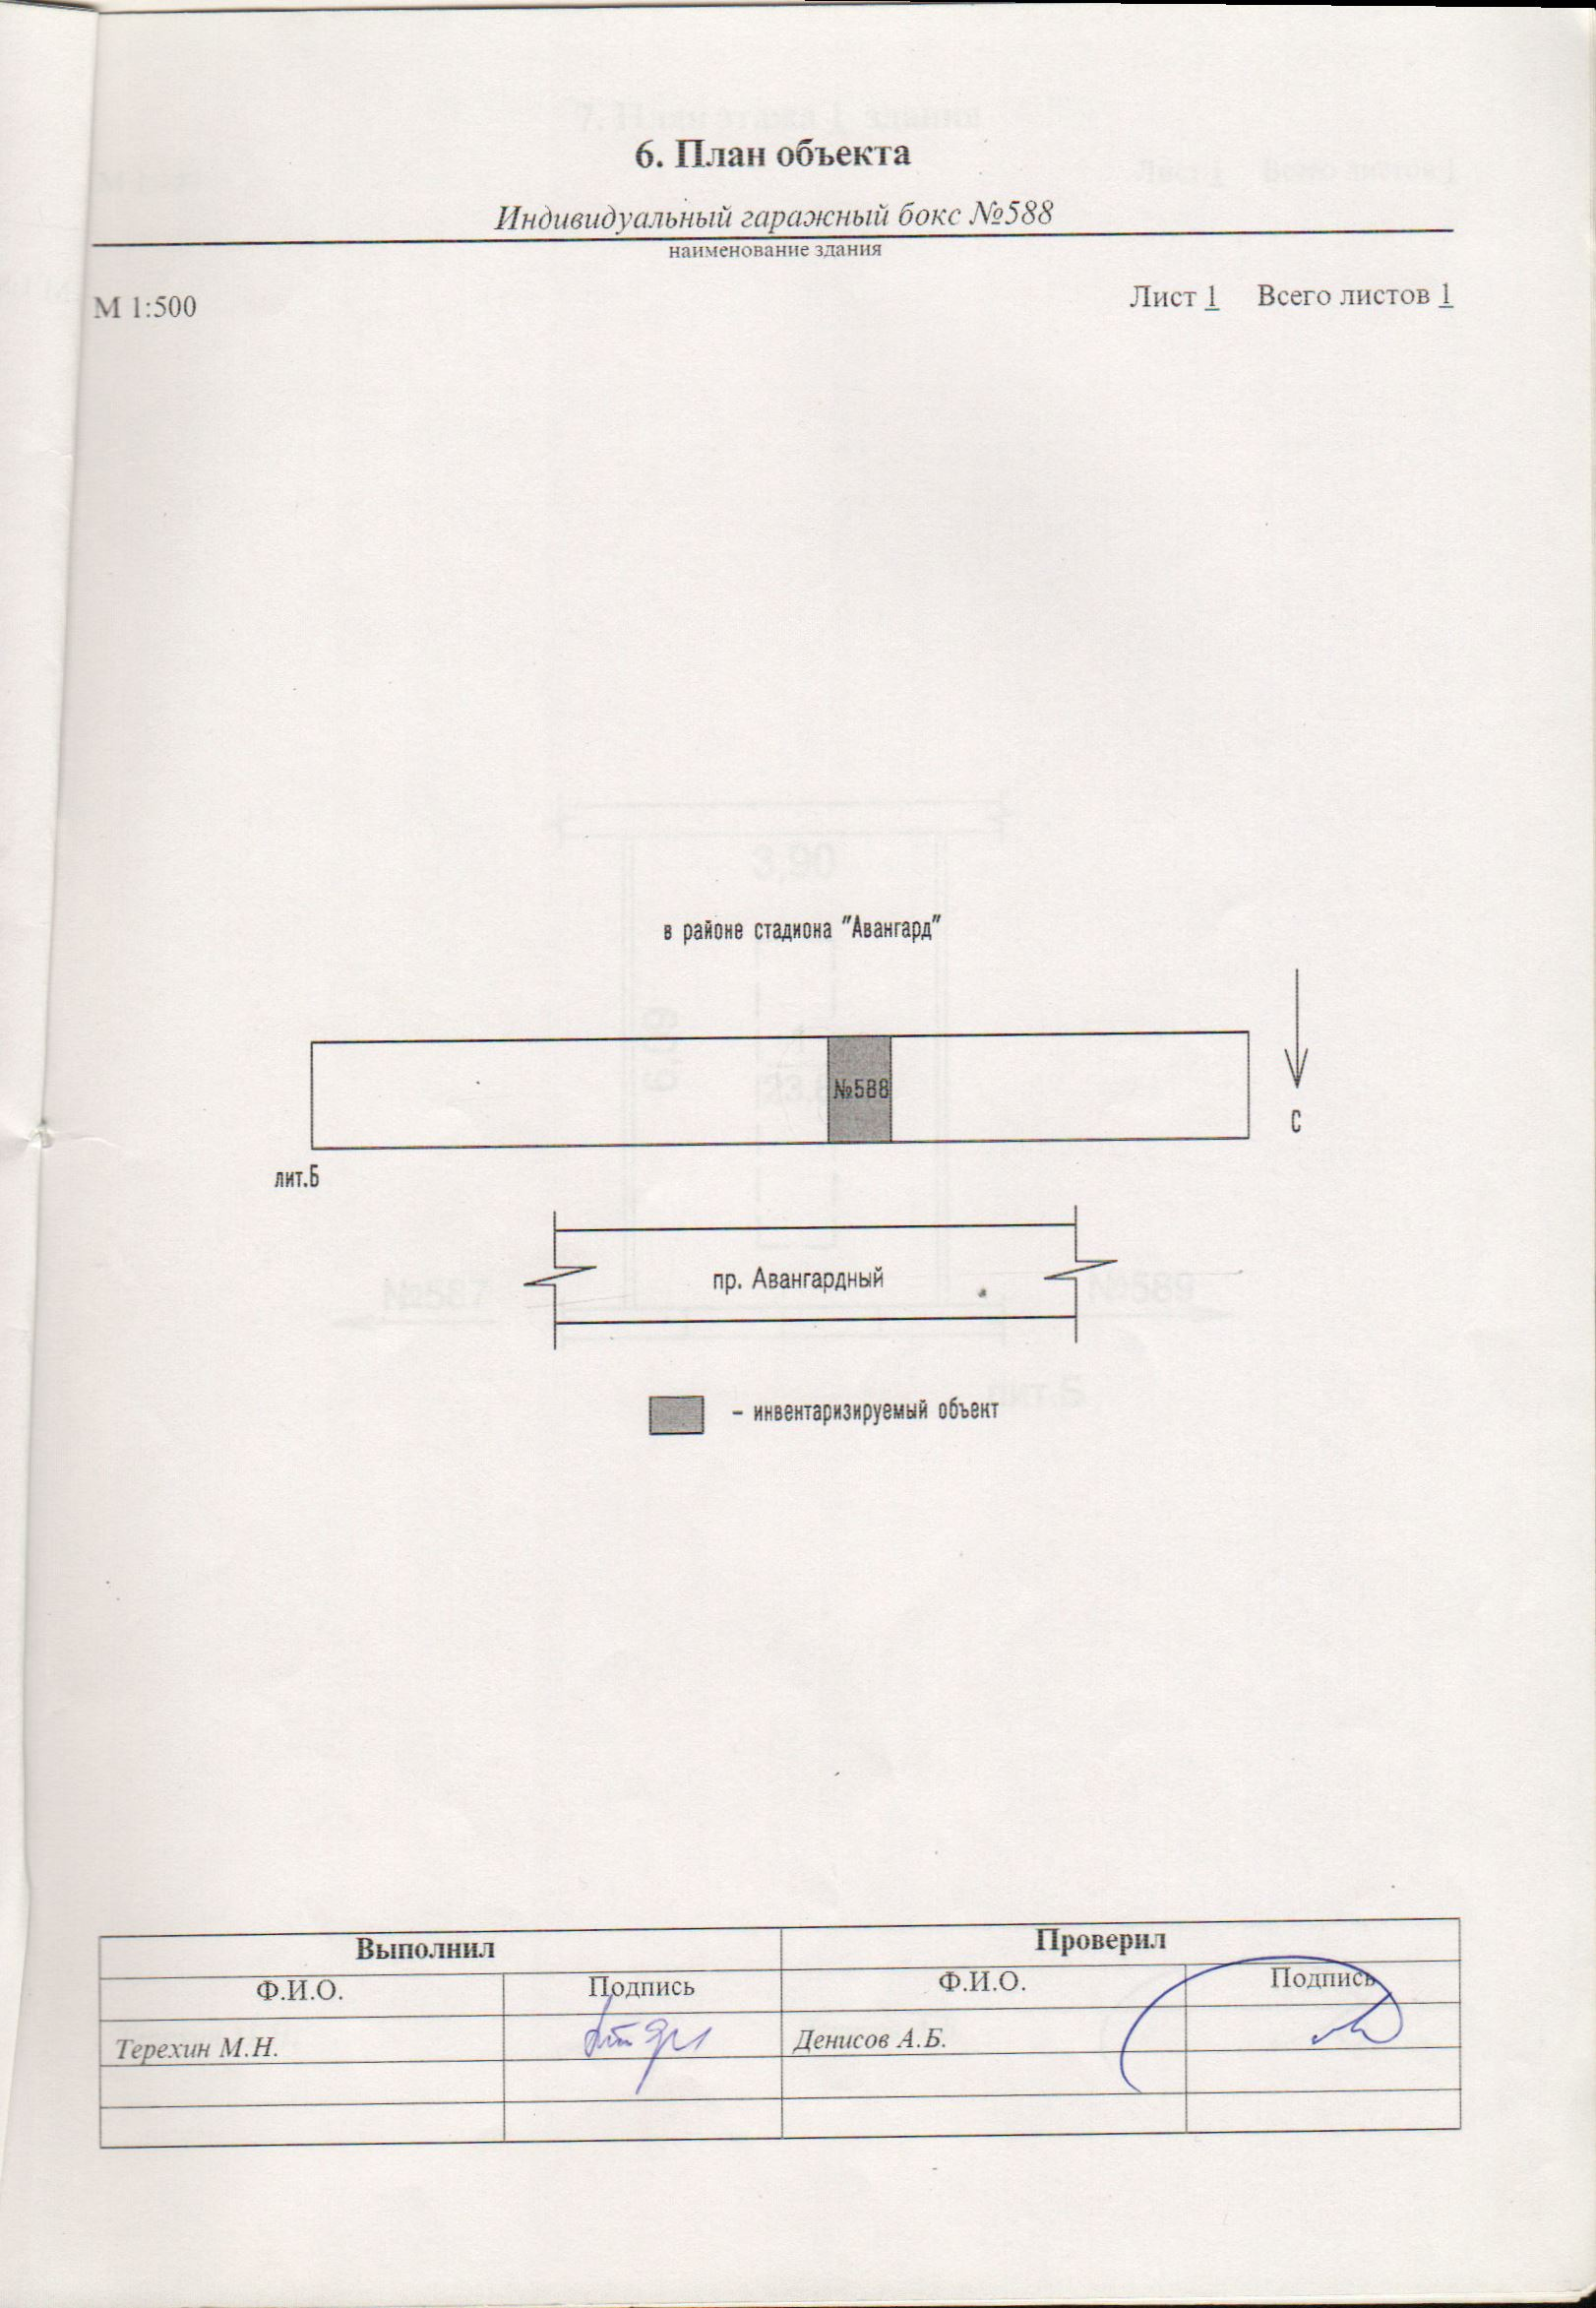 6. План объекта
Индивидуальный гаражный бокс №588
наименование здания
М 1:500
Лист 1 Всего листов 1
в районе стадиона "Авангард"
№588
С
лит.Б
пр. Авангардный
- инвентаризируемый объект
Выполнил Проверил
Ф.И.О. Подпись Ф.И.О. Подпись
Терехин М.Н. Денисов А.Б.